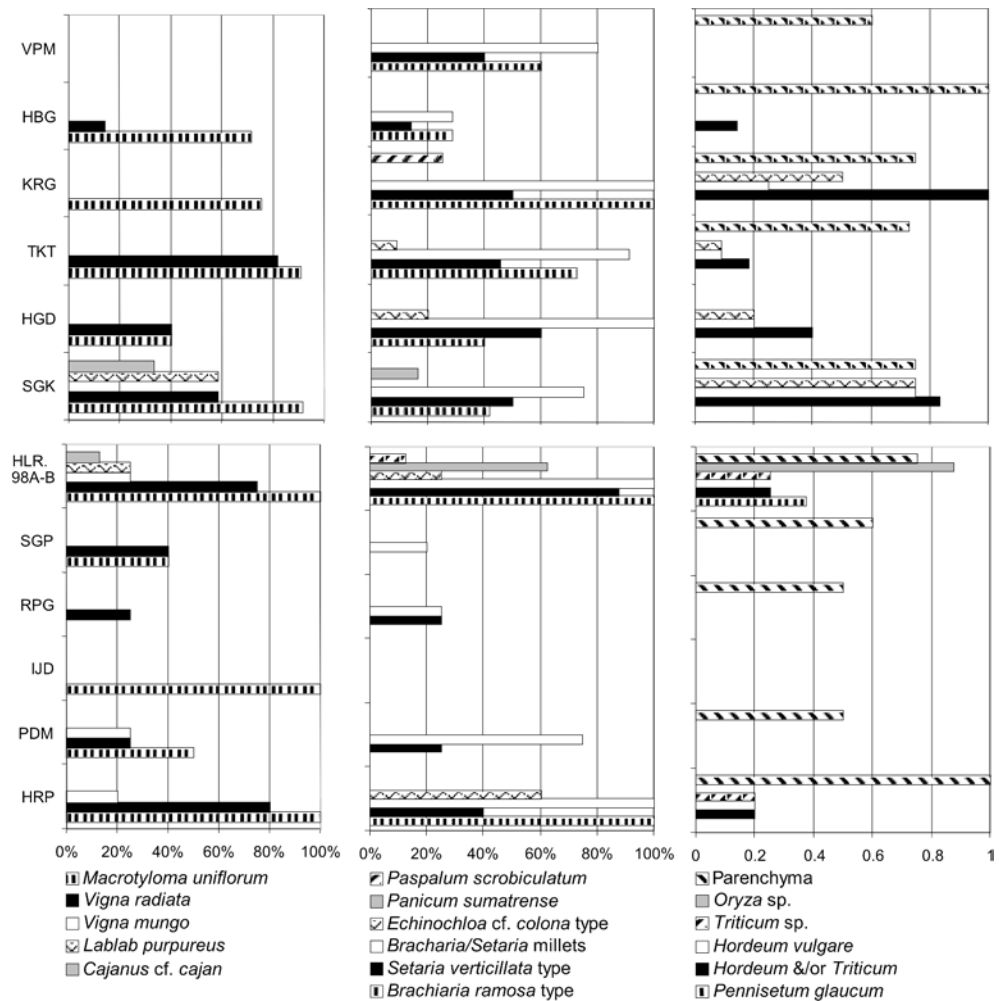 VPM
HBG
KRG
TKT
HGD
SGK
HLR.
98A-B
SGP
RPG
IJD
PDM
HRP
0% 20% 40% 60% 80% 100%
0% 20% 40% 60% 80% 100%
0 0.2 0.4 0.6 0.8 1
Macrotyloma uniflorum
Vigna radiata
Vigna mungo
Lablab purpureus
Cajanus cf. cajan
Paspalum scrobiculatum
Panicum sumatrense
Echinochloa cf. colona type
Bracharia/Setaria millets
Setaria verticillata type
Brachiaria ramosa type
Parenchyma
Oryza sp.
Triticum sp.
Hordeum vulgare
Hordeum &/or Triticum
Pennisetum glaucum